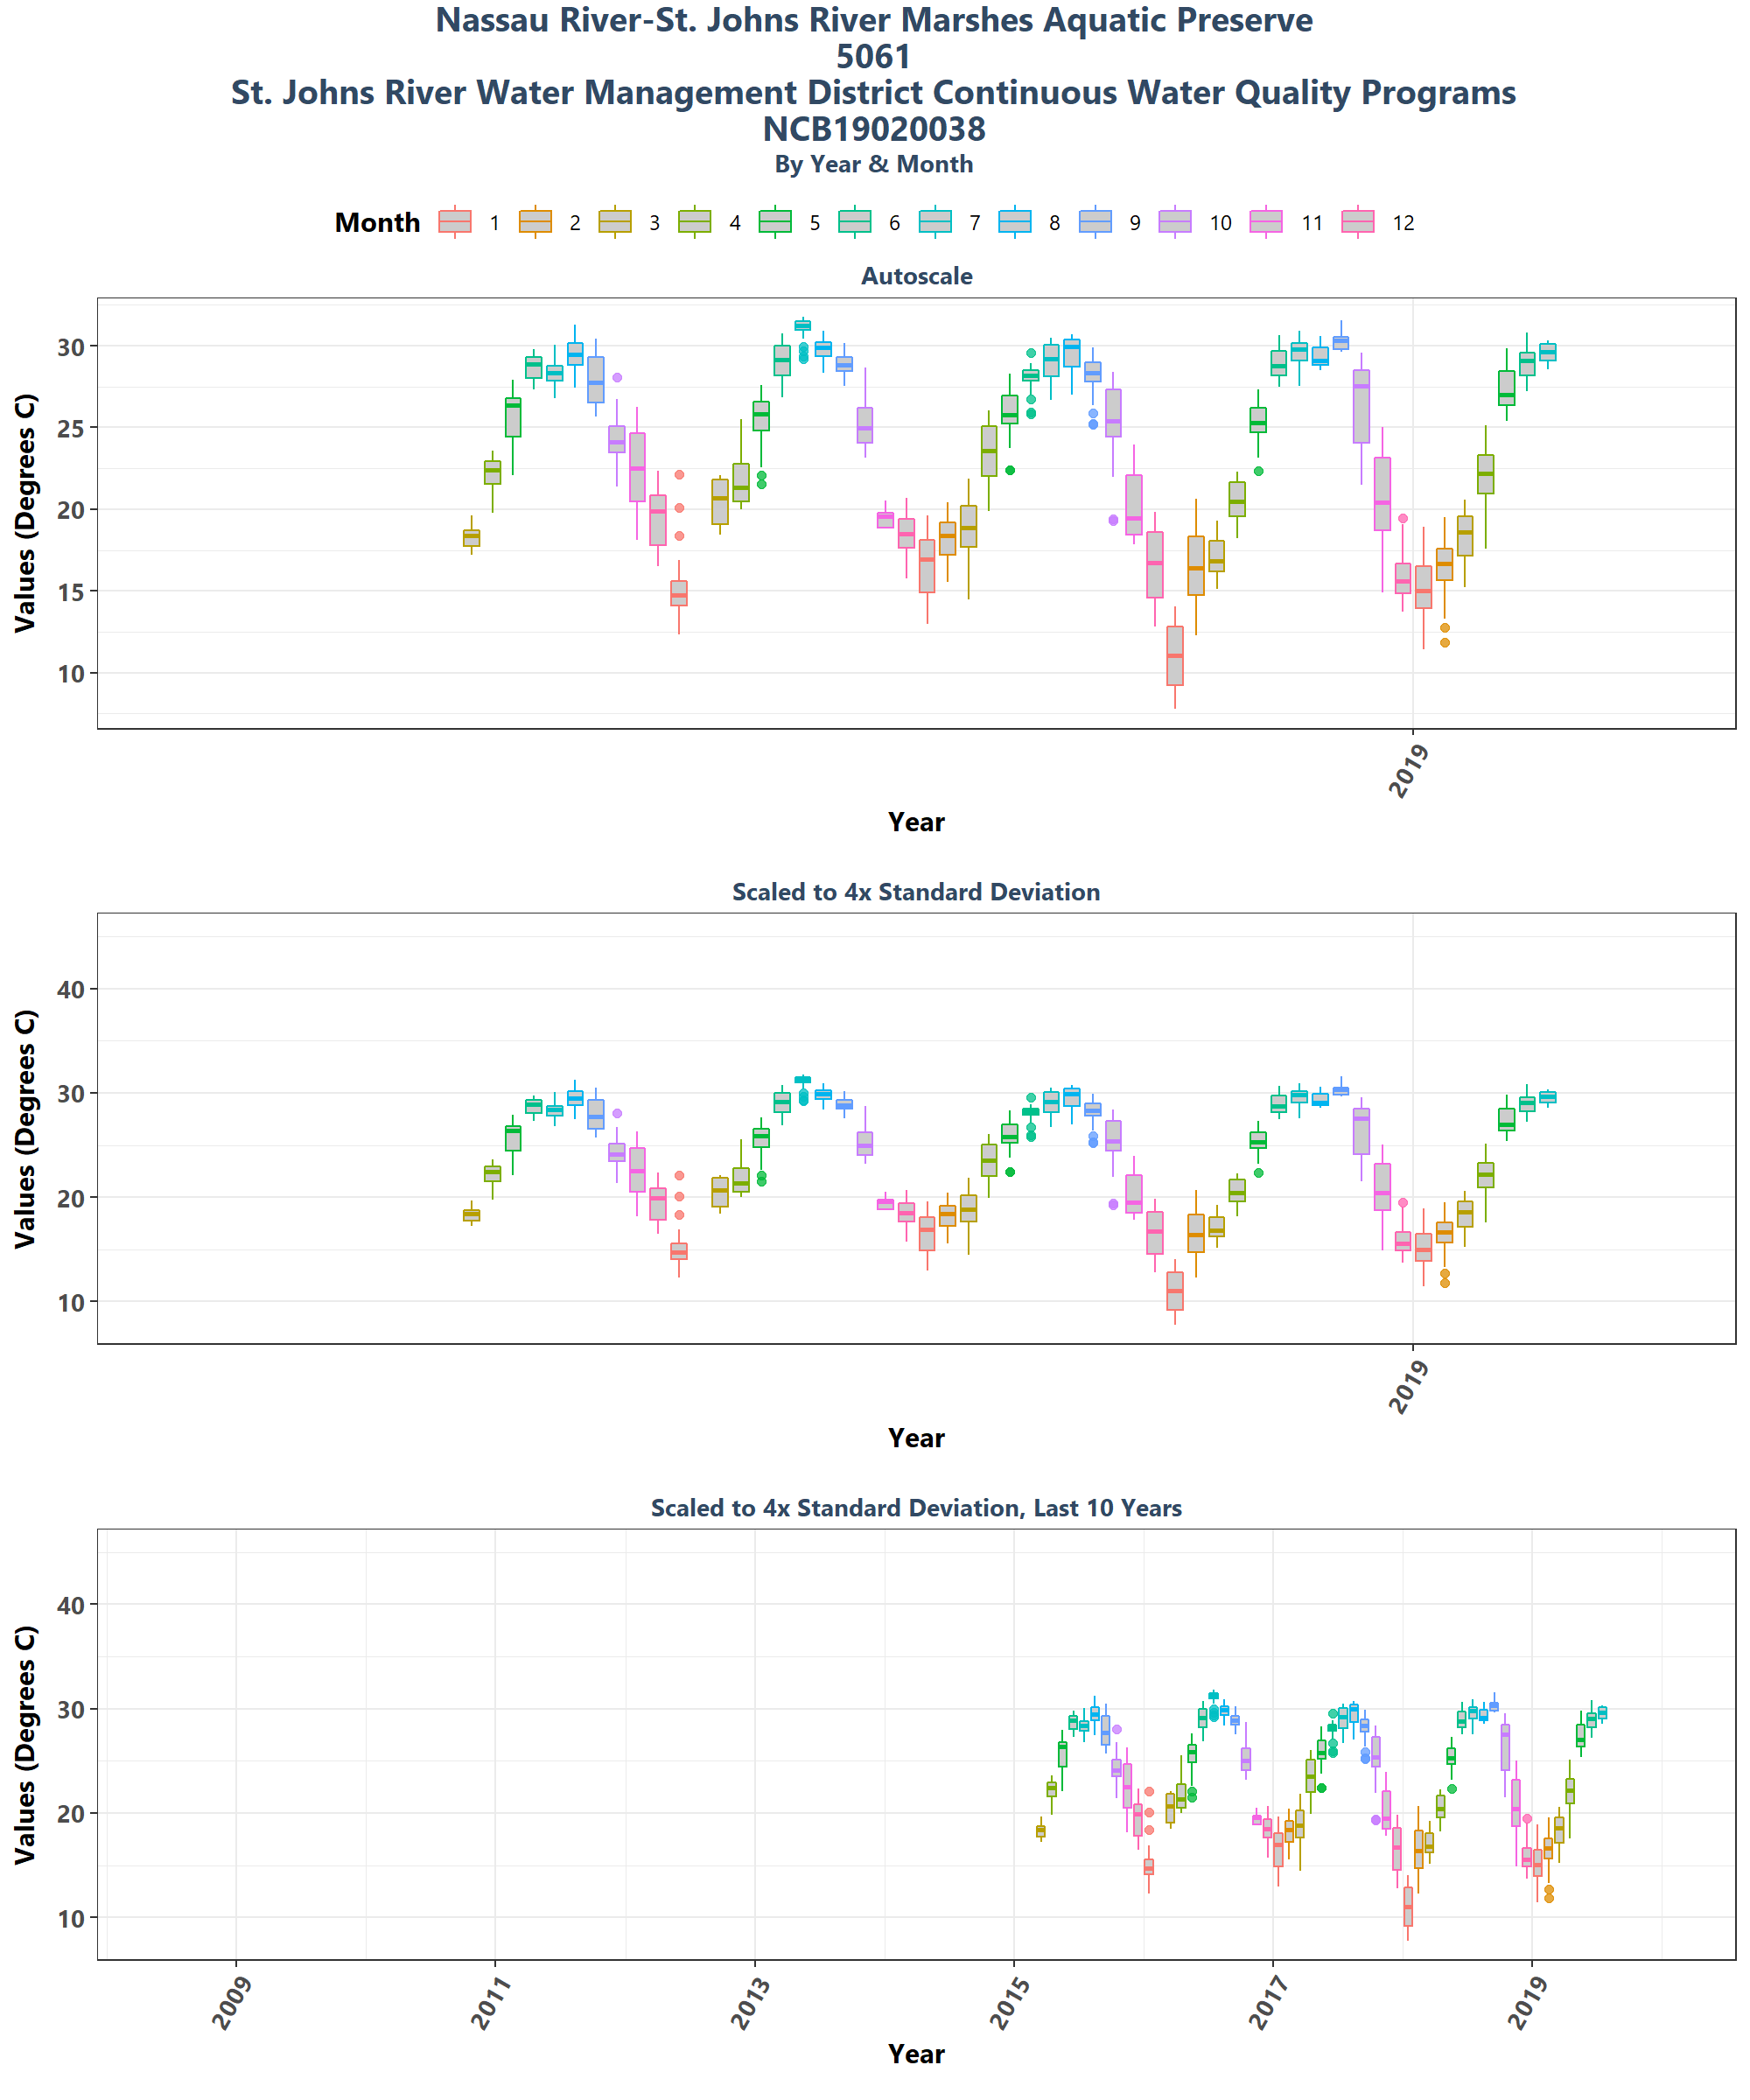 Nassau River-St. Johns River Marshes Aquatic Preserve
5061
St. Johns River Water Management District Continuous Water Quality Programs
NCB19020038
By Year & Month
Month 1 2 3 4 5 6 7 8 9 10 11 12
Autoscale
Values (Degrees C)
30
25
20
15
10
2019
Year
Scaled to 4x Standard Deviation
Values (Degrees C)
40
30
20
10
2019
Year
Scaled to 4x Standard Deviation, Last 10 Years
Values (Degrees C)
40
30
20
10
2009 2011 2013 2015 2017 2019
Year